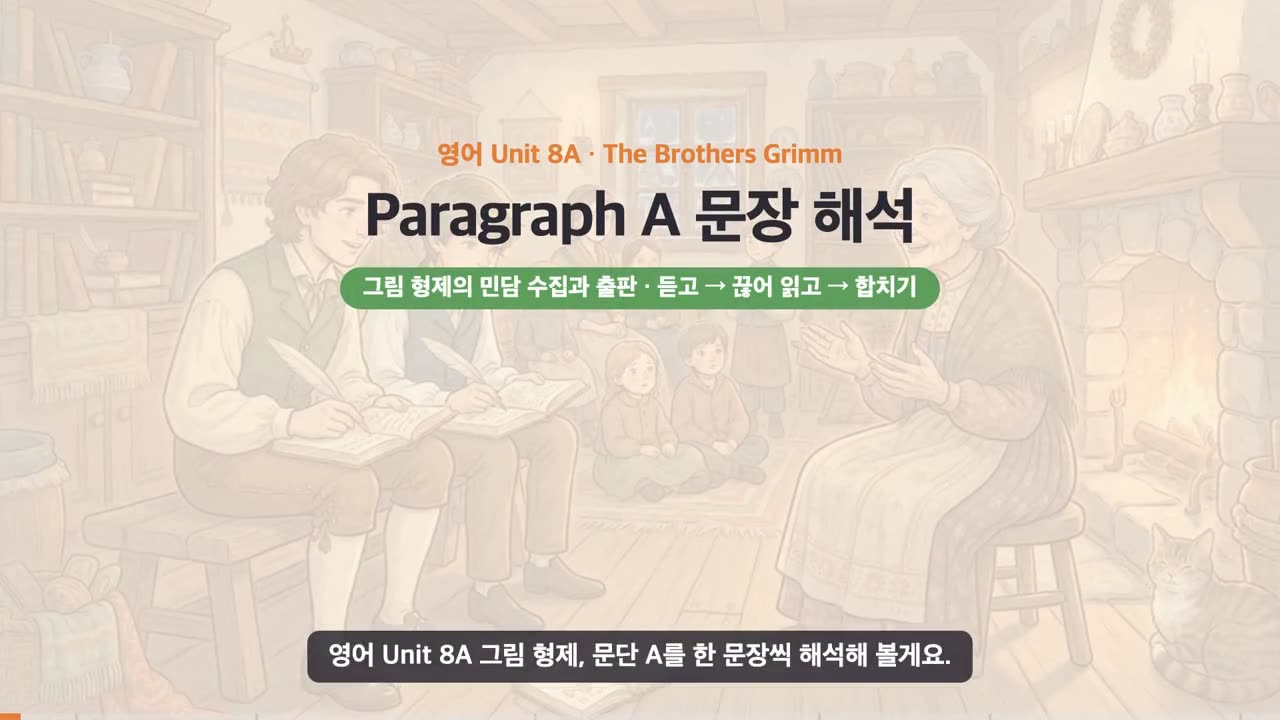 영어 Unit 8A · The Brothers Grimm
Paragraph A 문장 해석
그림 형제의 민담 수집과 출판 · 듣고 → 끊어 읽고 → 합치기
영어 Unit 8A 그림 형제, 문단 A를 한 문장씩 해석해 볼게요.